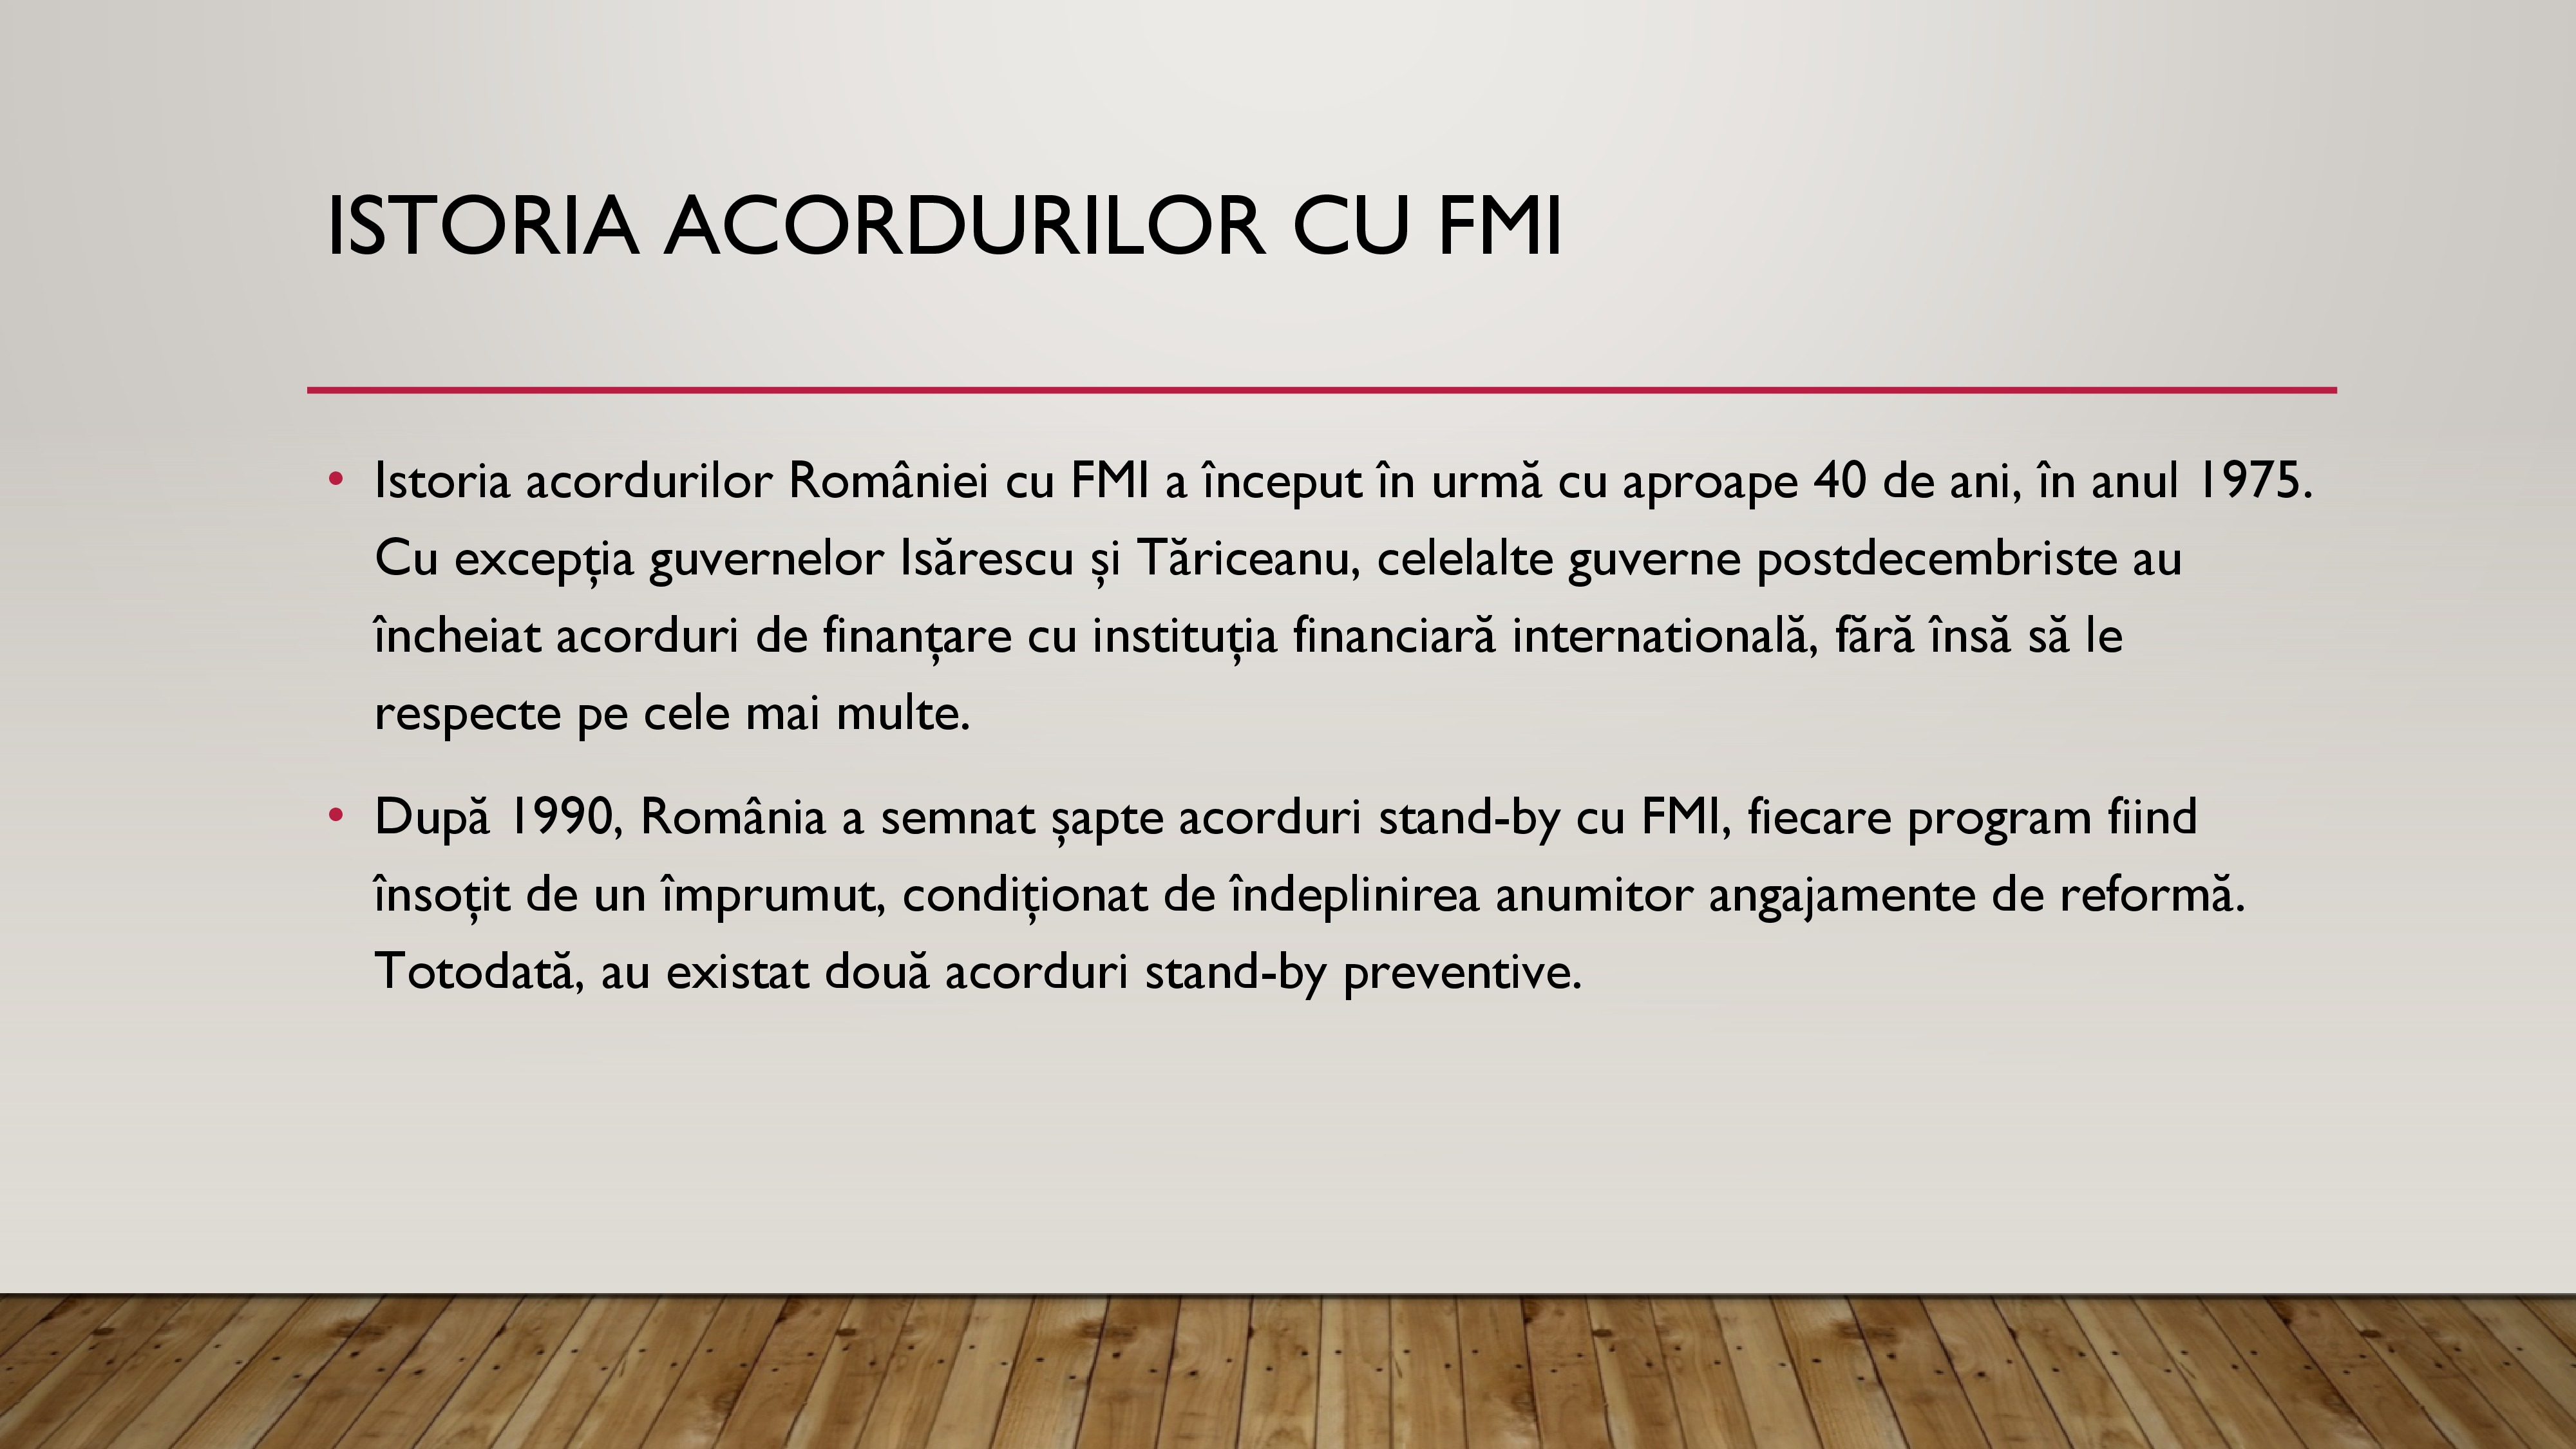 ISTORIA ACORDURILOR CU FMI
• Istoria acordurilor României cu FMI a început în urmă cu aproape 40 de ani, în anul 1975.
Cu excepția guvernelor Isărescu și Tăriceanu, celelalte guverne postdecembriste au
încheiat acorduri de finanțare cu instituția financiară internatională, fără însă să le
respecte pe cele mai multe.
• După 1990, România a semnat șapte acorduri stand-by cu FMI, fiecare program fiind
însoțit de un împrumut, condiționat de îndeplinirea anumitor angajamente de reformă.
Totodată, au existat două acorduri stand-by preventive.